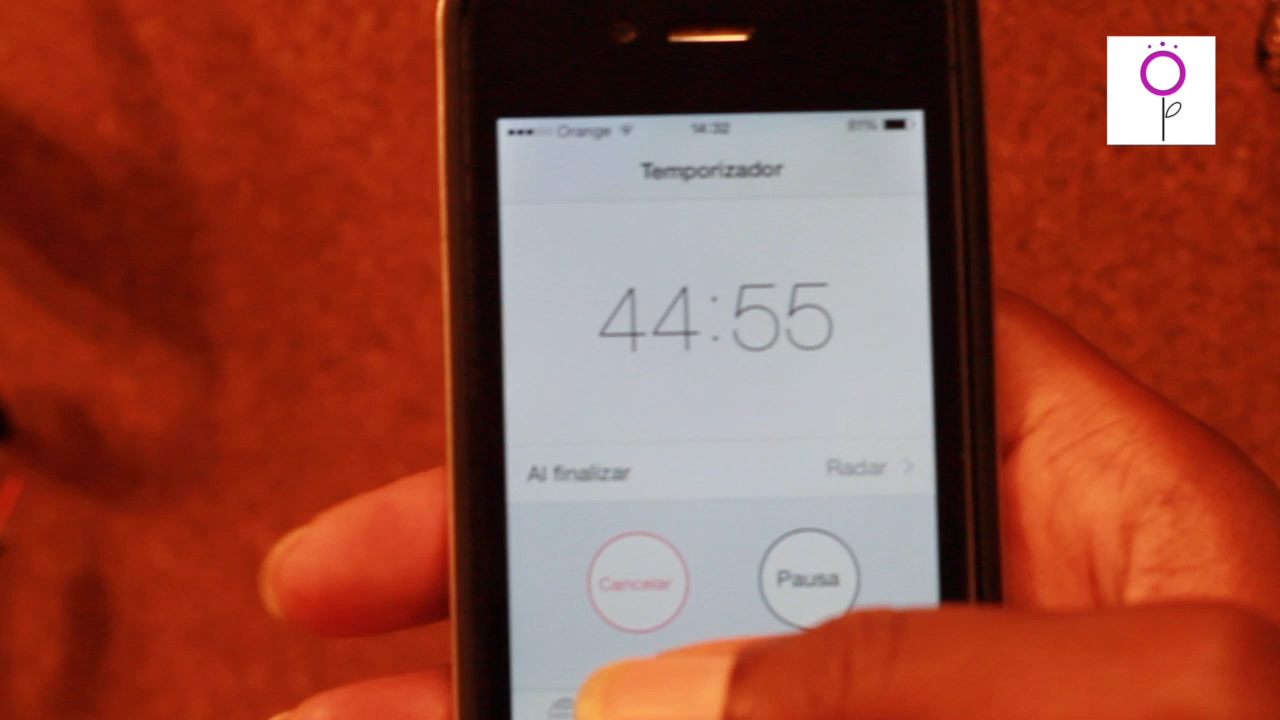 Orange 14:32 81%
Temporizador
44:55
Al finalizar Radar
Cancelar Pausa